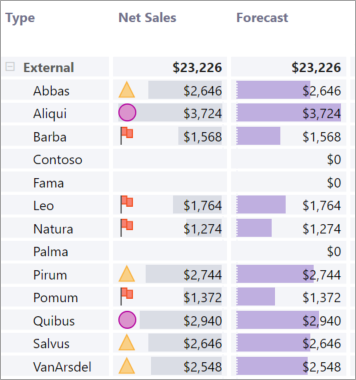 Type Net Sales Forecast
External $23,226 $23,226
Abbas $2,646 $2,646
Aliqui $3,724 $3,724
Barba $1,568 $1,568
Contoso $0
Fama $0
Leo $1,764 $1,764
Natura $1,274 $1,274
Palma $0
Pirum $2,744 $2,744
Pomum $1,372 $1,372
Quibus $2,940 $2,940
Salvus $2,646 $2,646
VanArsdel $2,548 $2,548